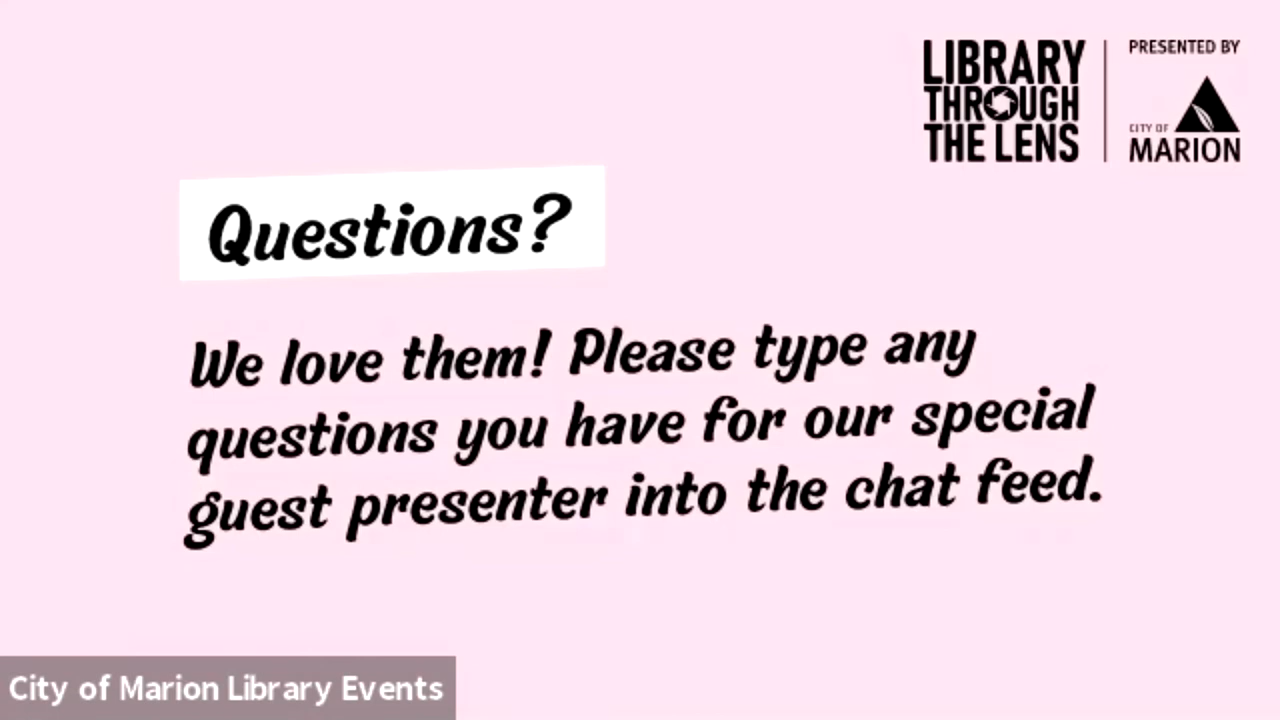 LIBRARY
THROUGH
THE LENS
PRESENTED BY
CITY OF
MARION
Questions?
We love them! Please type any
questions you have for our special
guest presenter into the chat feed.
City of Marion Library Events